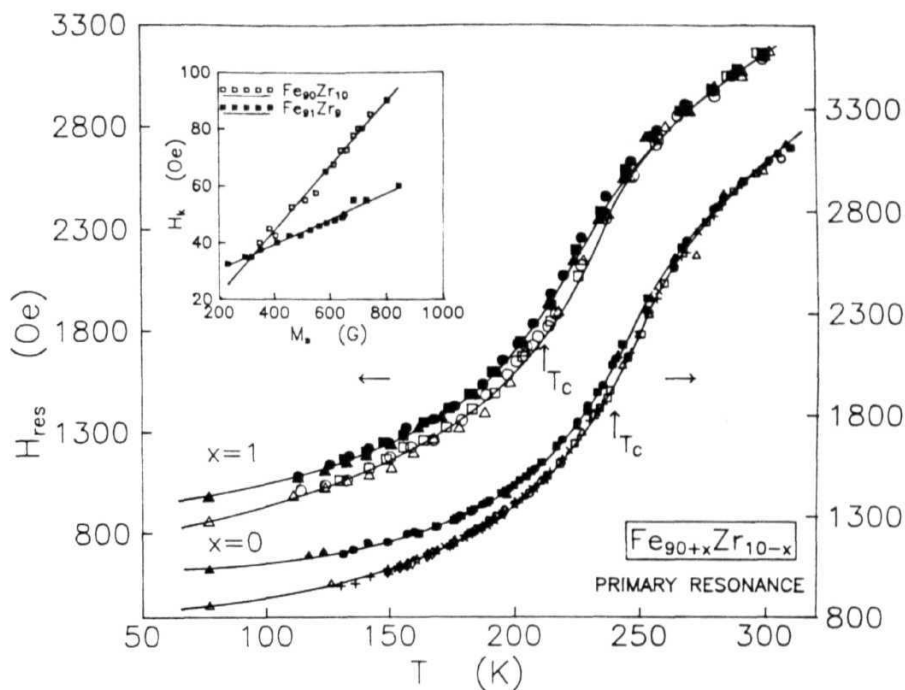 3300
2800
2300
1800
1300
800
H_res (Oe)
100
80
60
40
20
H_k (Oe)
Fe₉₀Zr₁₀
Fe₉₁Zr₉
200 400 600 800 1000
M_s (G)
3300
2800
2300
1800
1300
800
←
→
T_C
T_C
x=1
x=0
Fe₉₀₊ₓZr₁₀₋ₓ
PRIMARY RESONANCE
50 100 150 200 250 300
T (K)